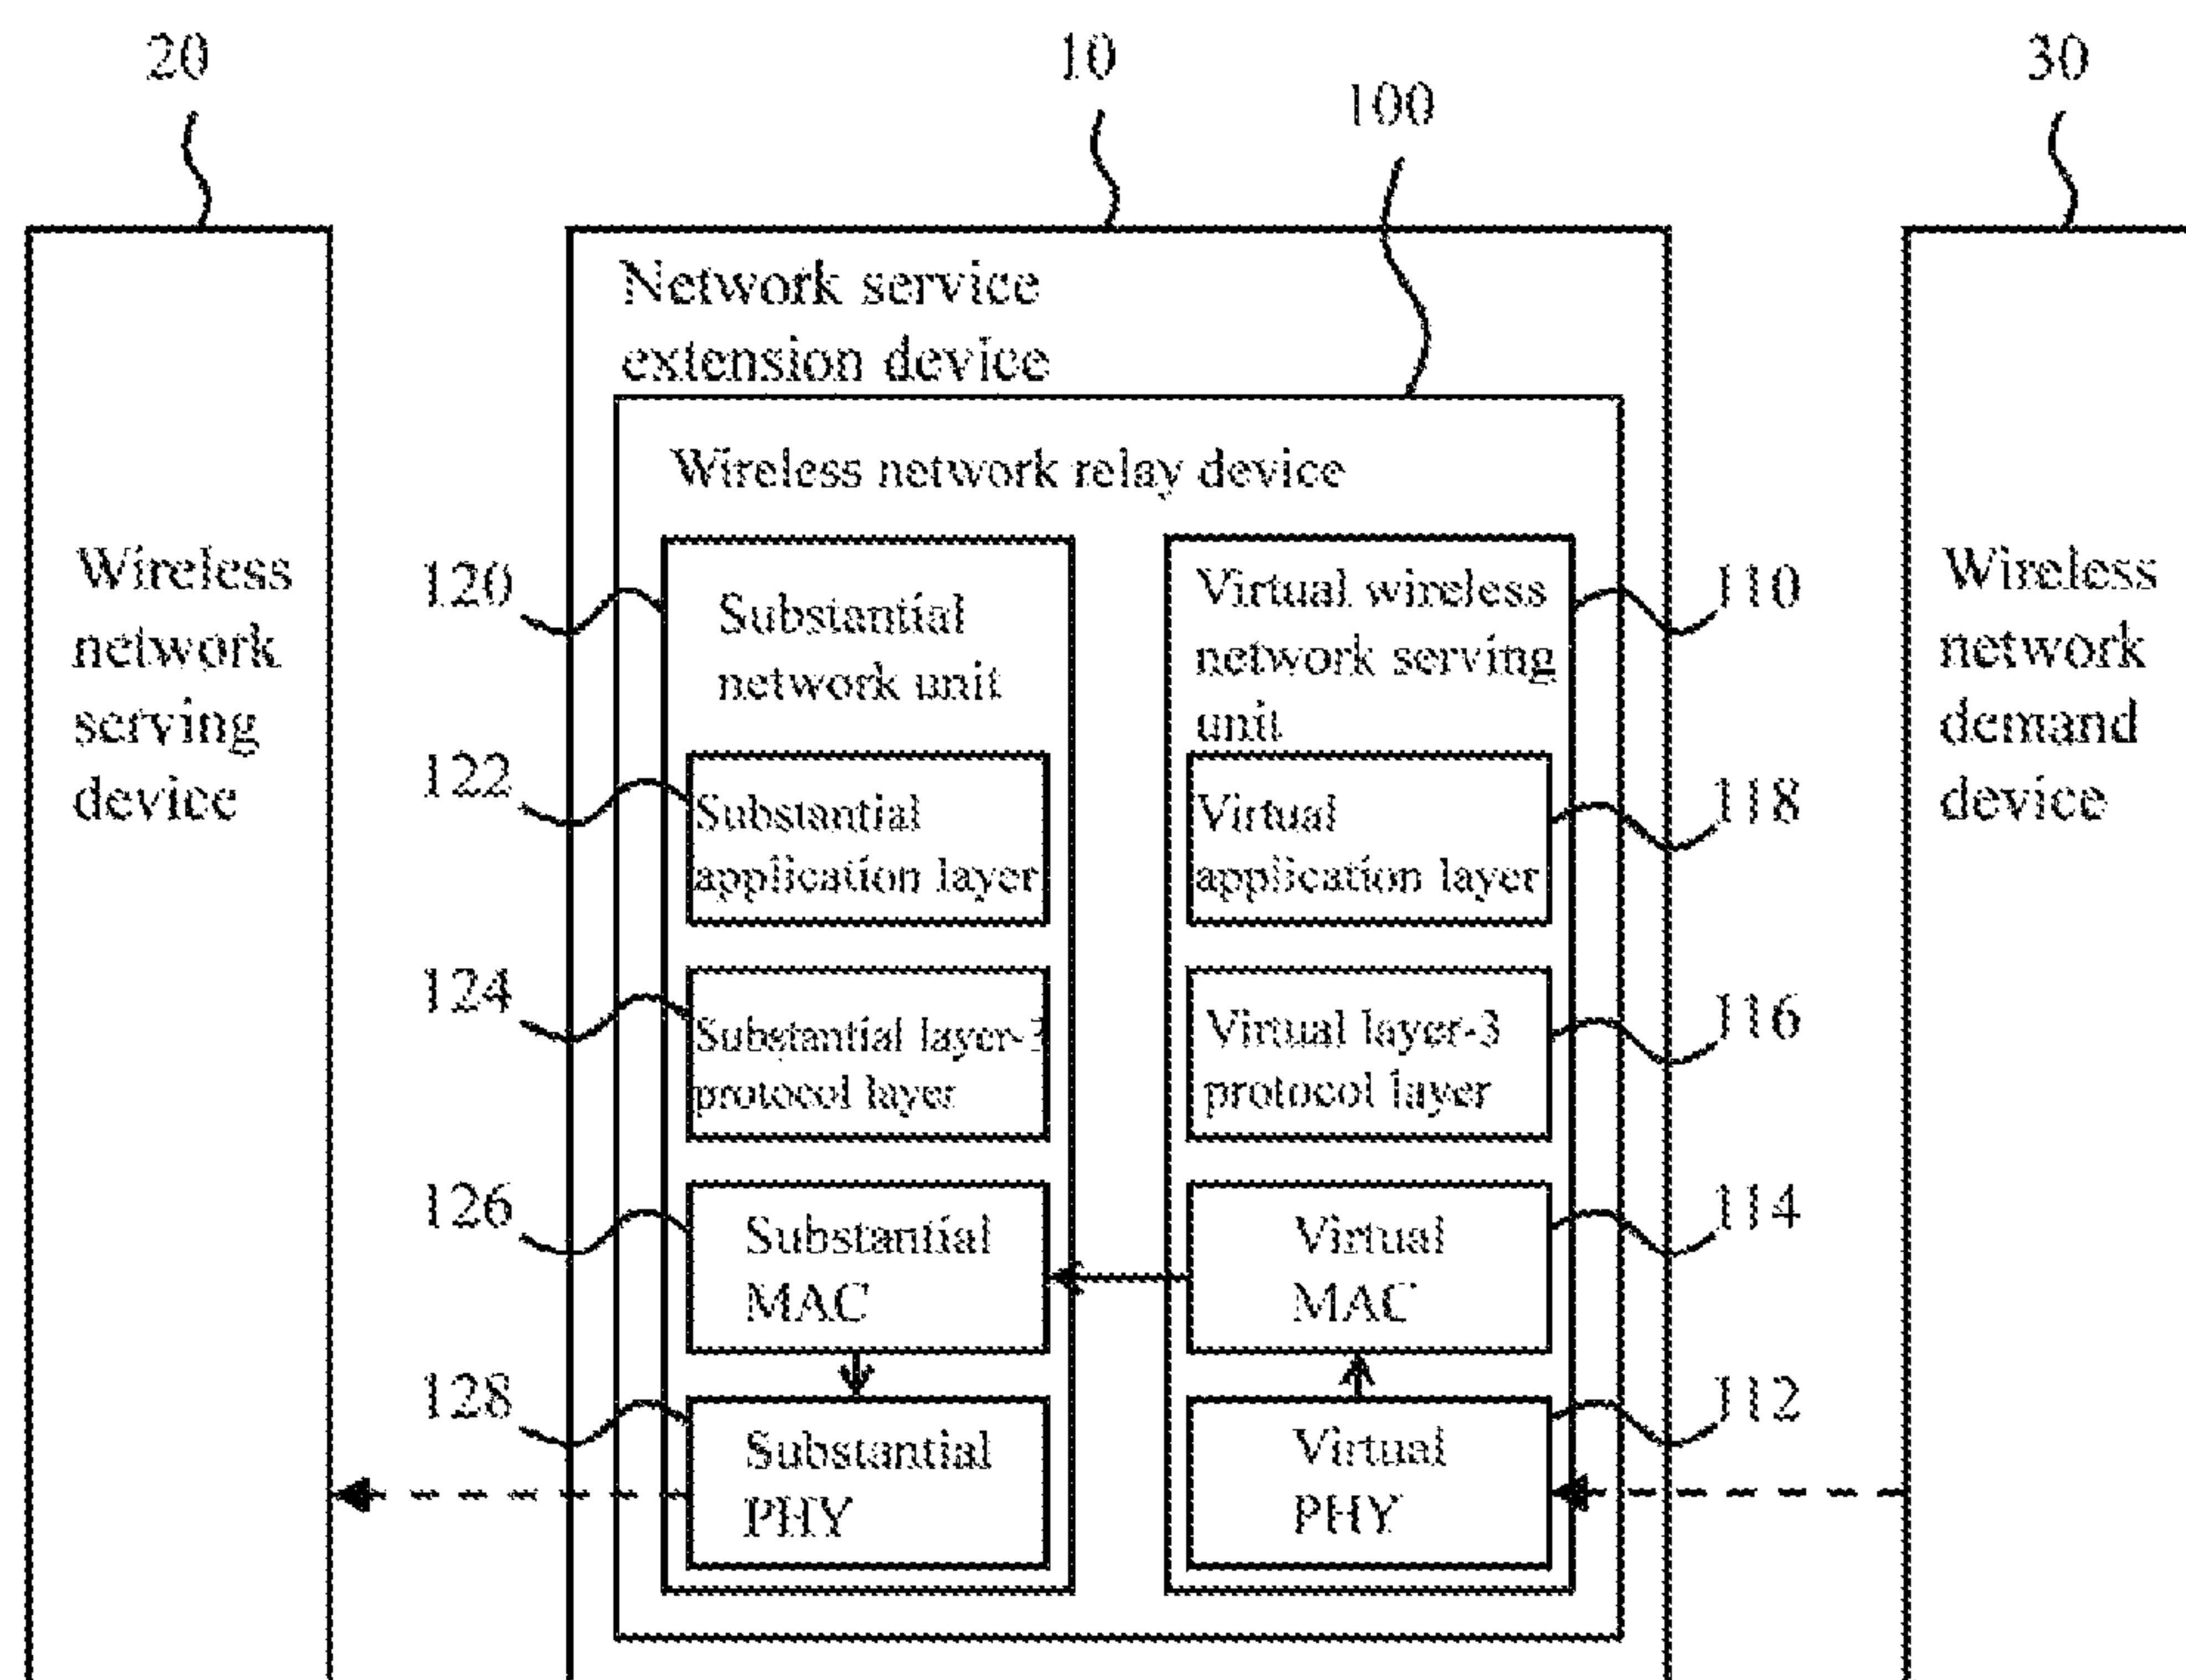 20
10
100
30
Network service
extension device
Wireless network relay device
Wireless
network
serving
device
120
Substantial
network unit
Virtual wireless
network serving
unit
110
Wireless
network
demand
device
122
Substantial
application layer
Virtual
application layer
118
124
Substantial layer-3
protocol layer
Virtual layer-3
protocol layer
116
126
Substantial
MAC
Virtual
MAC
114
128
Substantial
PHY
Virtual
PHY
112